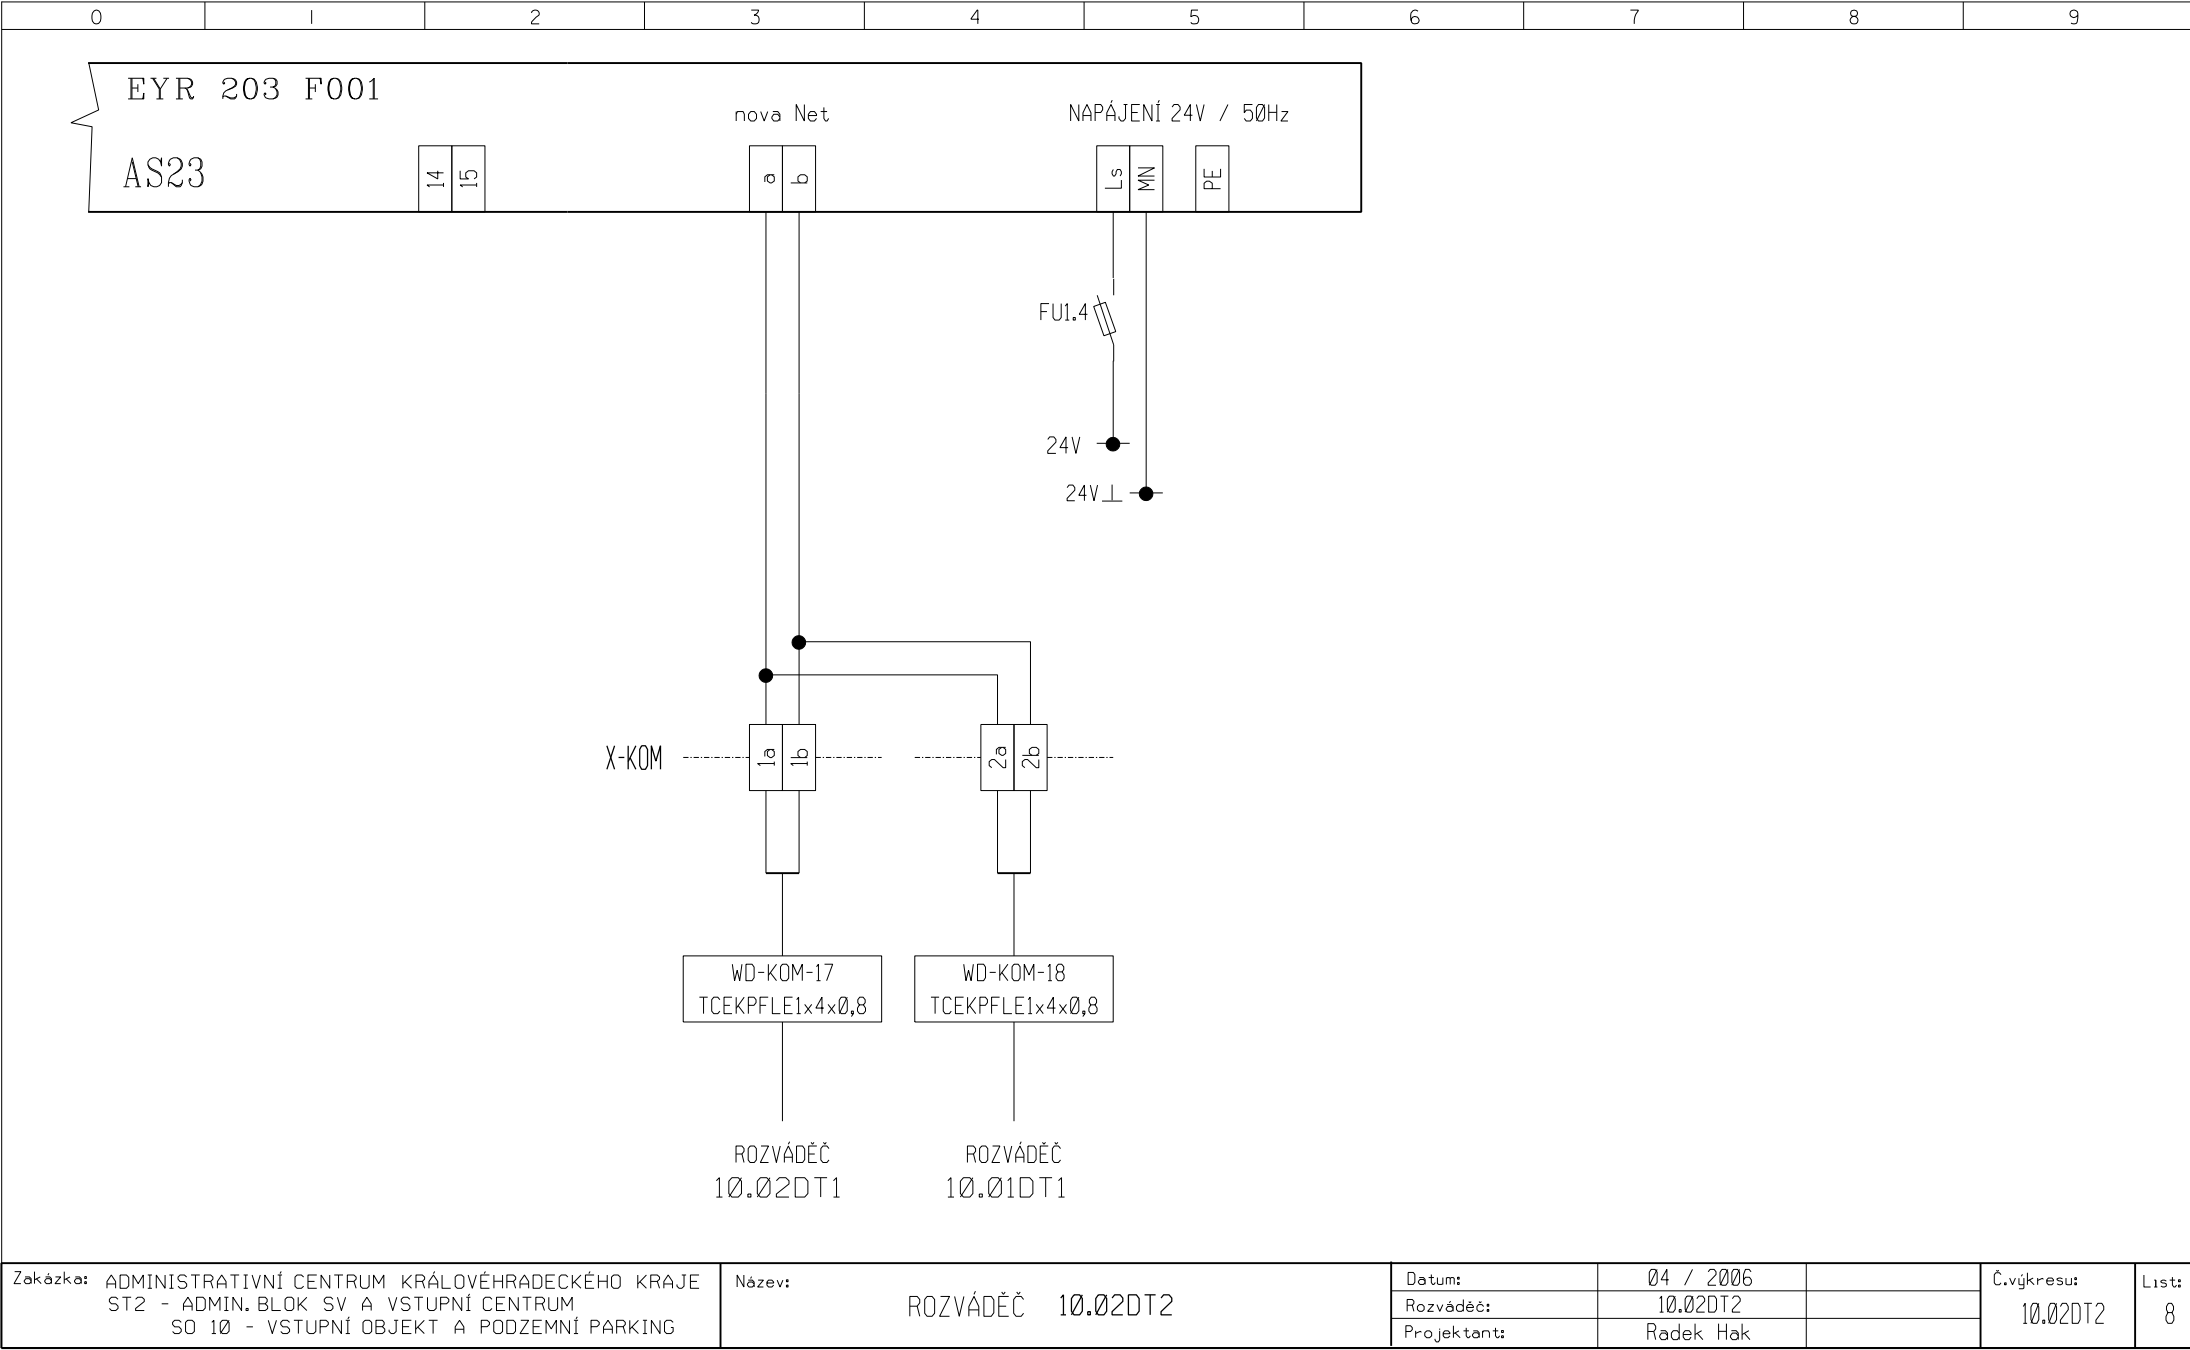 0 1 2 3 4 5 6 7 8 9
EYR 203 F001
nova Net
NAPÁJENÍ 24V / 50Hz
AS23
14 15 a b Ls MN PE
FU1.4
24V
24V⊥
X-KOM 1a 1b 2a 2b
WD-KOM-17
TCEKPFLE1x4x0,8
WD-KOM-18
TCEKPFLE1x4x0,8
ROZVÁDĚČ
10.02DT1
ROZVÁDĚČ
10.01DT1
Zakázka: ADMINISTRATIVNÍ CENTRUM KRÁLOVÉHRADECKÉHO KRAJE
ST2 - ADMIN. BLOK SV A VSTUPNÍ CENTRUM
SO 10 - VSTUPNÍ OBJEKT A PODZEMNÍ PARKING
Název:
ROZVÁDĚČ 10.02DT2
Datum: 04 / 2006
Rozváděč: 10.02DT2
Projektant: Radek Hak
Č.výkresu:
10.02DT2
List:
8